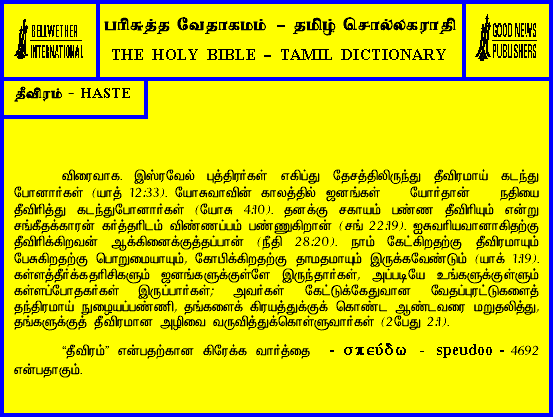 BELLWETHER
INTERNATIONAL
பரிசுத்த வேதாகமம் – தமிழ் சொல்லகராதி
THE HOLY BIBLE – TAMIL DICTIONARY
GOOD NEWS
PUBLISHERS
தீவிரம் - HASTE
விரைவாக. இஸ்ரவேல் புத்திரர்கள் எகிப்து தேசத்திலிருந்து தீவிரமாய் கடந்து
போனார்கள் (யாத் 12:33). யோசுவாவின் காலத்தில் ஜனங்கள் யோர்தான் நதியை
தீவிரித்து கடந்துபோனார்கள் (யோசு 4:10). தனக்கு சகாயம் பண்ண தீவிரியும் என்று
சங்கீதக்காரன் கர்த்தரிடம் விண்ணப்பம் பண்ணுகிறான் (சங் 22:19). ஐசுவரியவானாகிறதற்கு
தீவிரிக்கிறவன் ஆக்கினைக்குத்தப்பான் (நீதி 28:20). நாம் கேட்கிறதற்கு தீவிரமாயும்
பேசுகிறதற்கு பொறுமையாயும், கோபிக்கிறதற்கு தாமதமாயும் இருக்கவேண்டும் (யாக் 1:19).
கள்ளத்தீர்க்கதரிசிகளும் ஜனங்களுக்குள்ளே இருந்தார்கள், அப்படியே உங்களுக்குள்ளும்
கள்ளப்போதகர்கள் இருப்பார்கள்; அவர்கள் கேட்டுக்கேதுவான வேதப்புரட்டுகளைத்
தந்திரமாய் நுழையப்பண்ணி, தங்களைக் கிரயத்துக்குக் கொண்ட ஆண்டவரை மறுதலித்து,
தங்களுக்குத் தீவிரமான அழிவை வருவித்துக்கொள்ளுவார்கள் (2பேது 2:1).
“தீவிரம்” என்பதற்கான கிரேக்க வார்த்தை - σπεύδω - speudoo - 4692
என்பதாகும்.